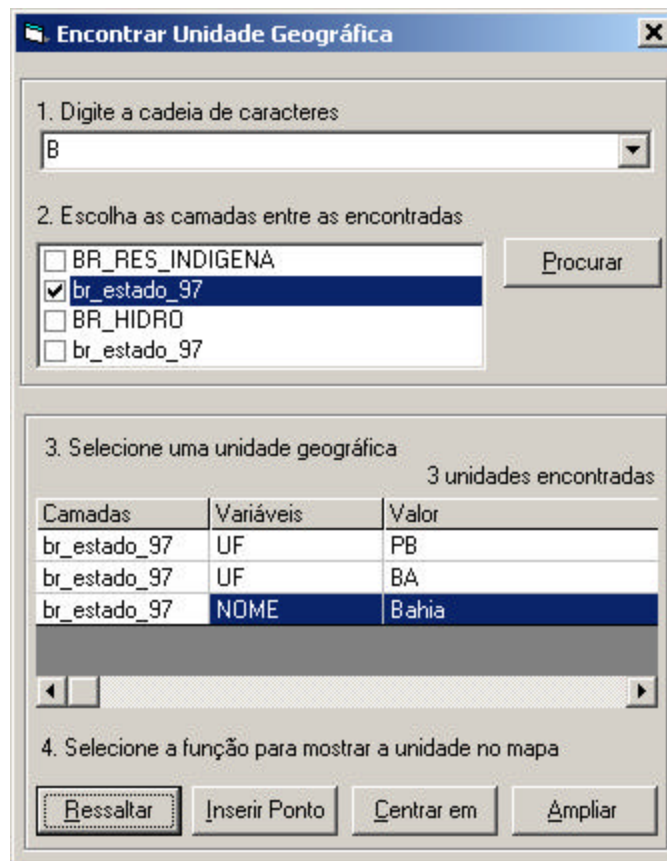 Encontrar Unidade Geográfica
1. Digite a cadeia de caracteres
B
2. Escolha as camadas entre as encontradas
BR_RES_INDIGENA
Procurar
br_estado_97
BR_HIDRO
br_estado_97
3. Selecione uma unidade geográfica
3 unidades encontradas
Camadas Variáveis Valor
br_estado_97 UF PB
br_estado_97 UF BA
br_estado_97 NOME Bahia
4. Selecione a função para mostrar a unidade no mapa
Ressaltar Inserir Ponto Centrar em Ampliar